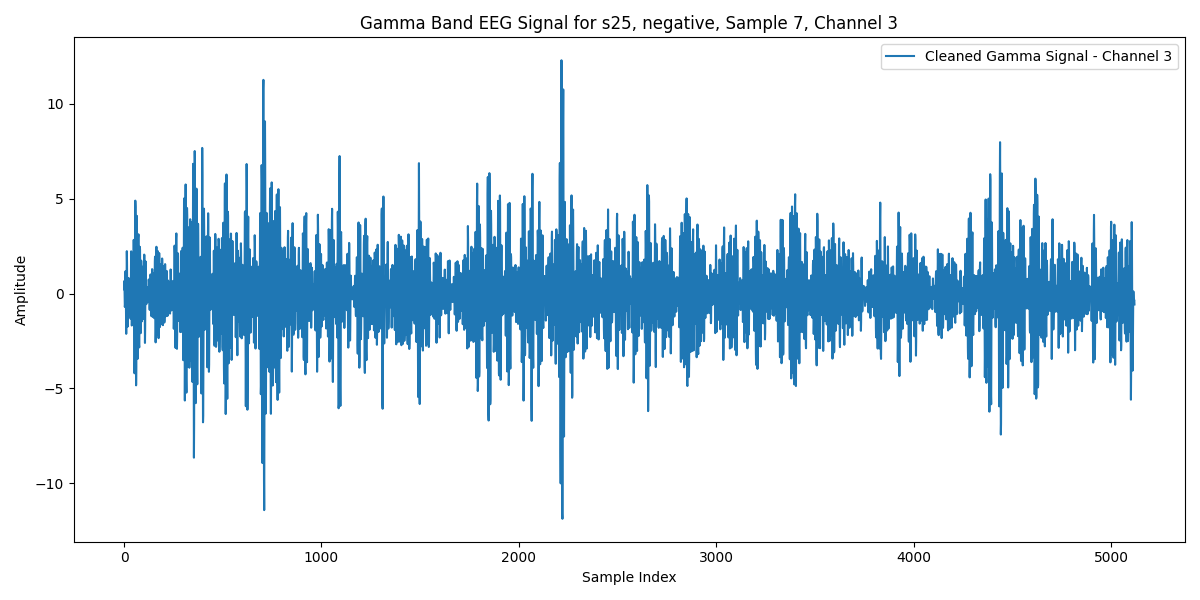 Gamma Band EEG Signal for s25, negative, Sample 7, Channel 3
Cleaned Gamma Signal - Channel 3
10
5
0
−5
−10
Amplitude
0 1000 2000 3000 4000 5000
Sample Index